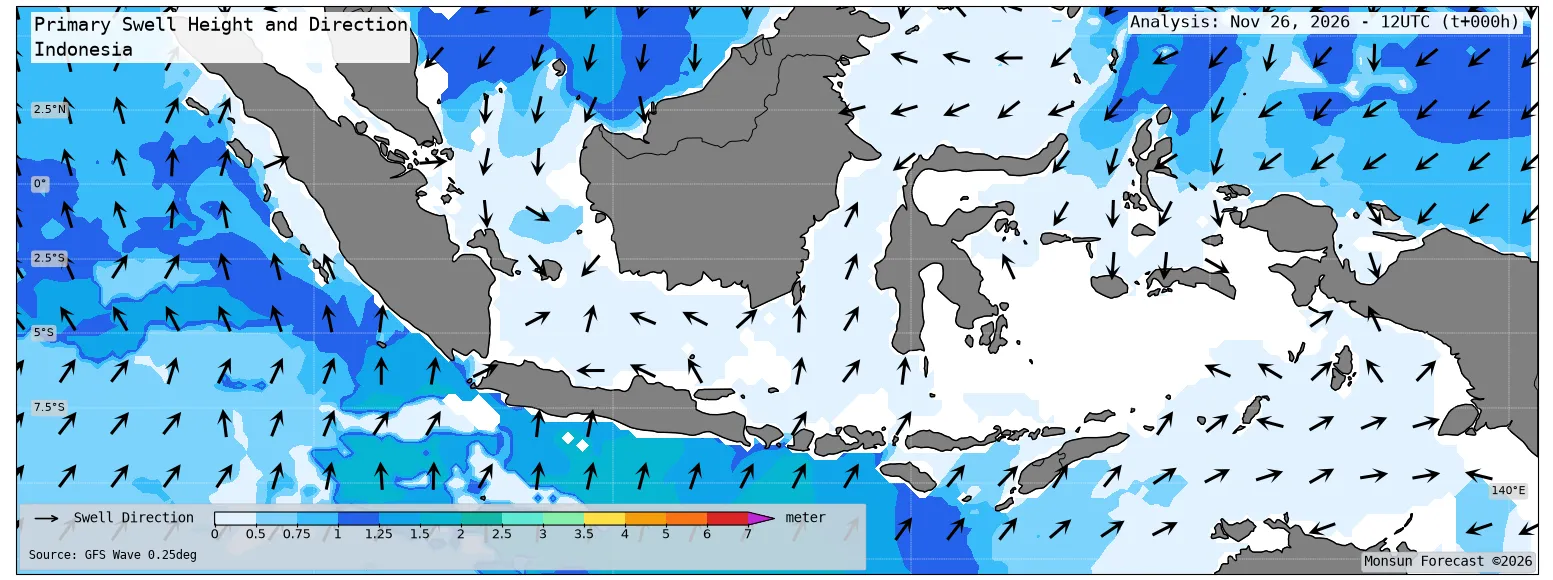 Primary Swell Height and Direction
Indonesia
Analysis: Nov 26, 2026 - 12UTC (t+000h)
2.5°N
0°
2.5°S
5°S
7.5°S
140°E
Swell Direction
meter
0 0.5 0.75 1 1.25 1.5 2 2.5 3 3.5 4 5 6 7
Source: GFS Wave 0.25deg
Monsun Forecast ©2026